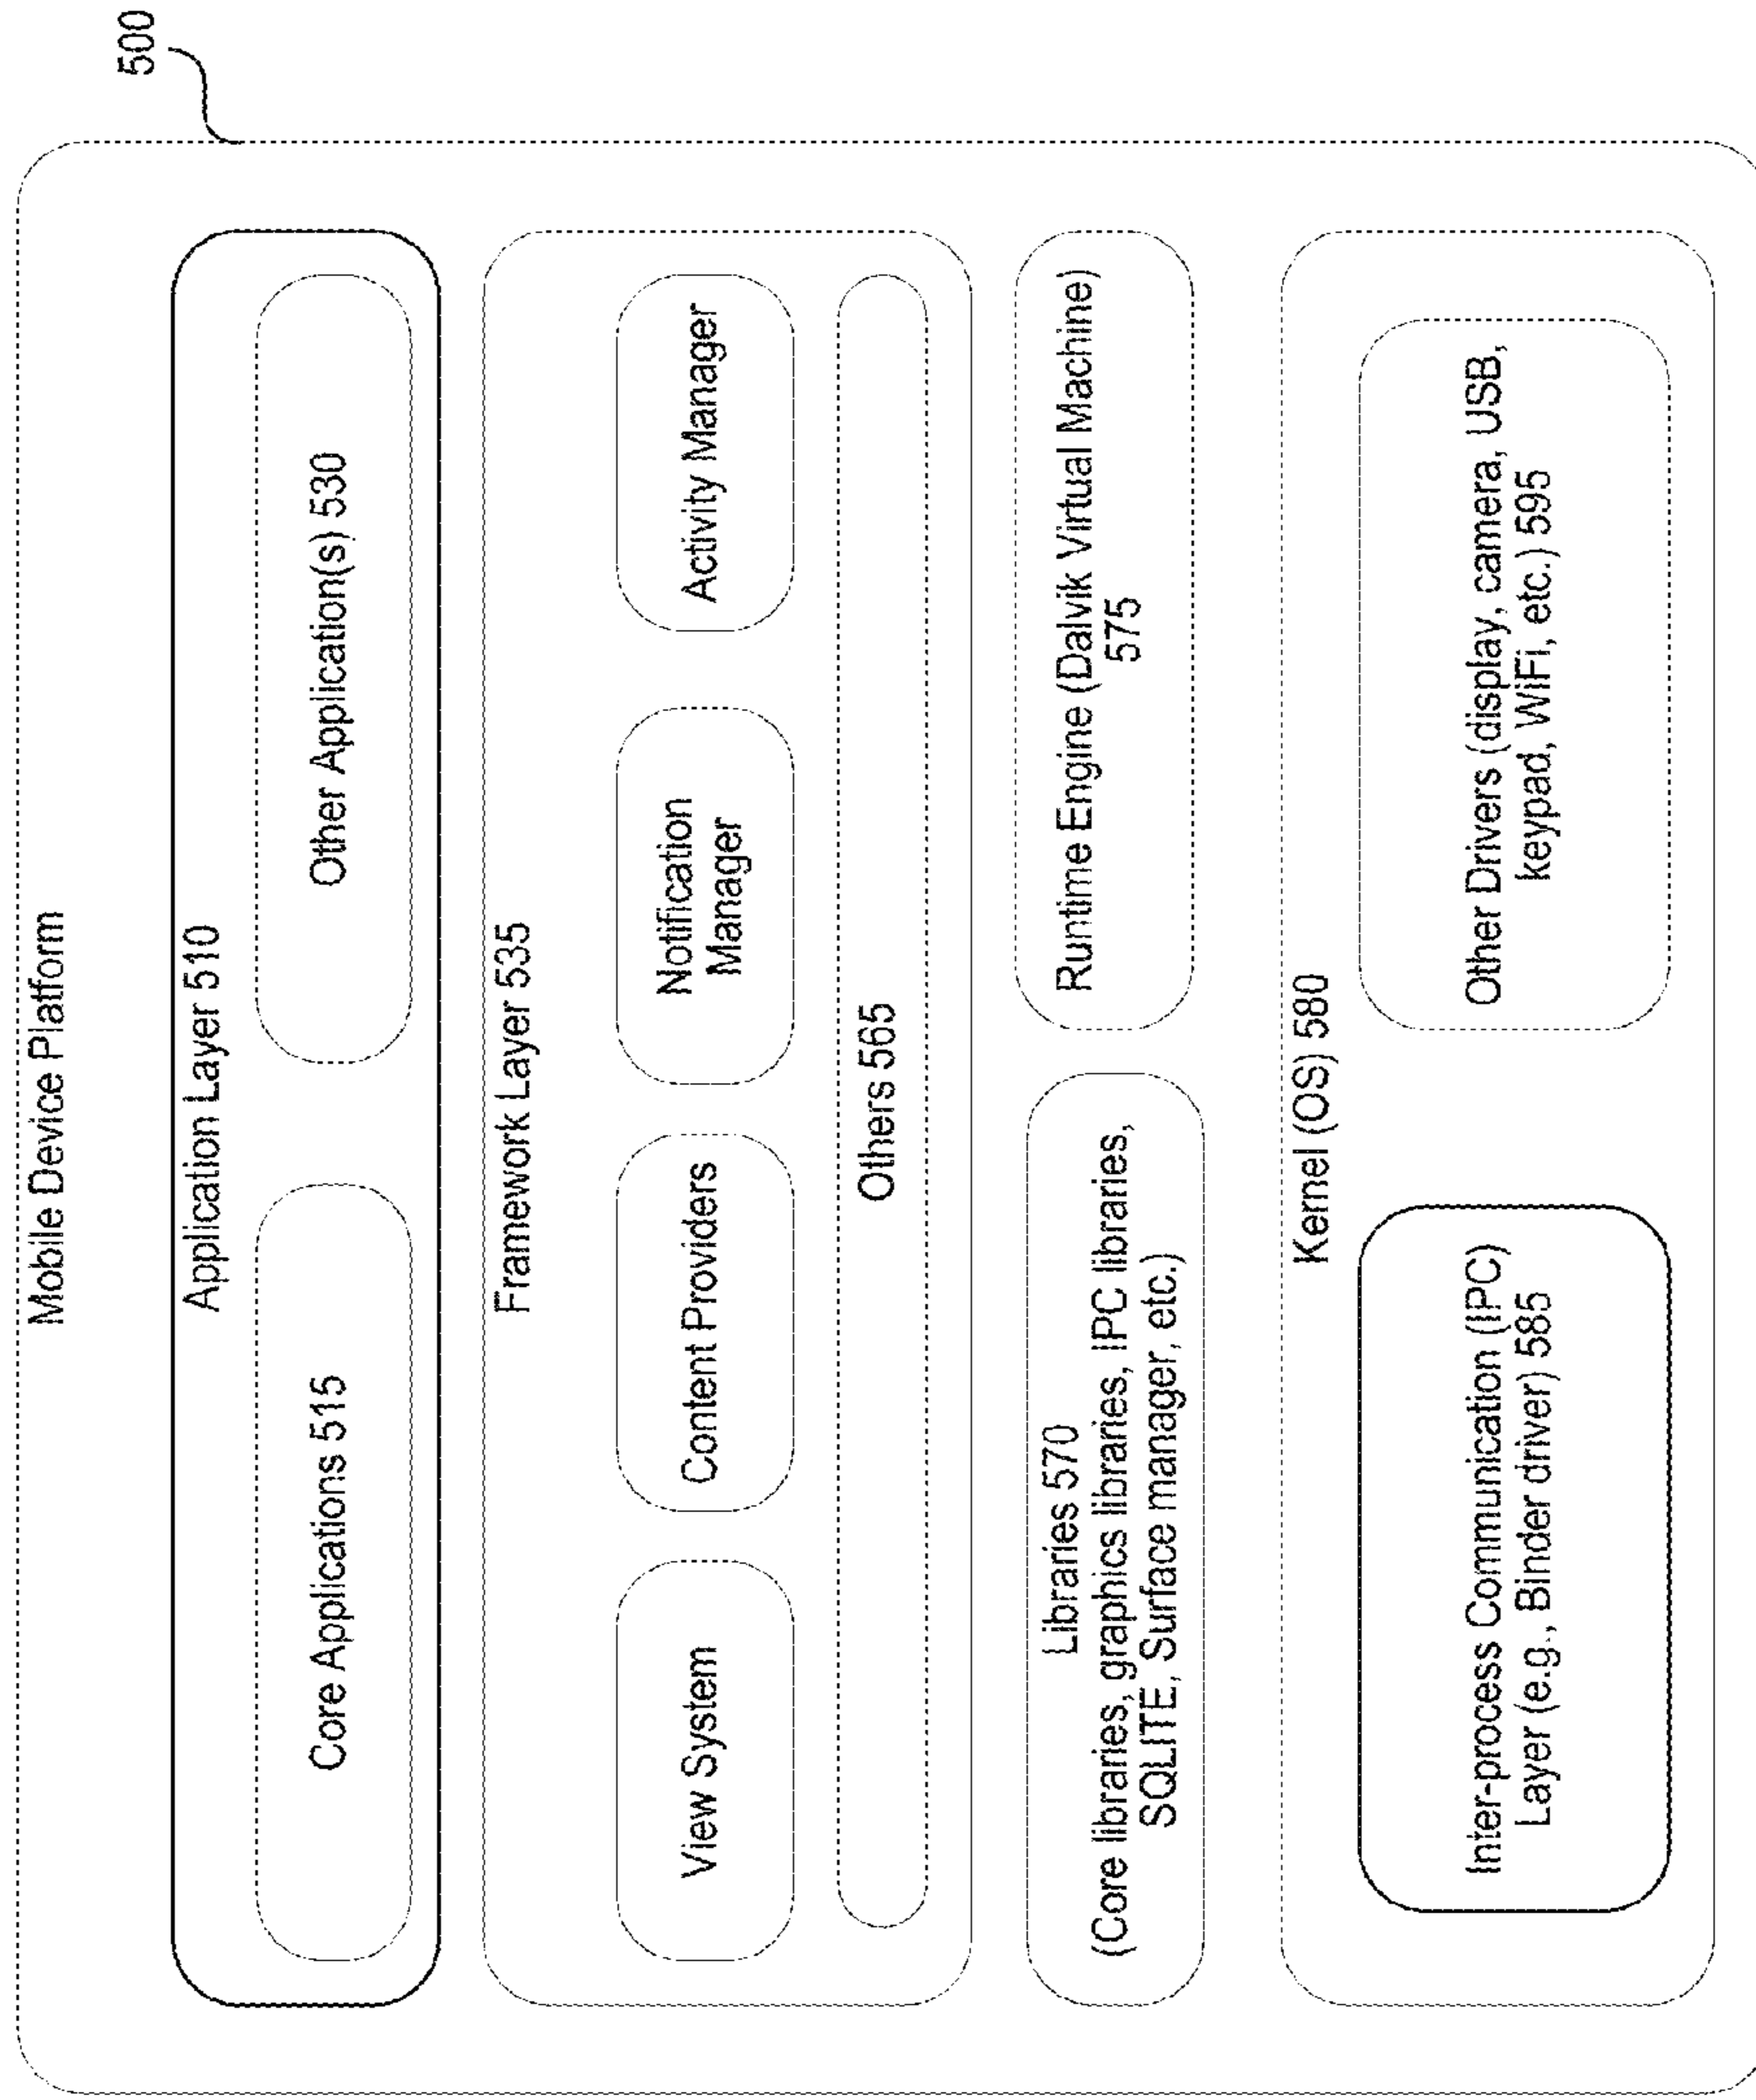 Mobile Device Platform
500
Application Layer 510
Core Applications 515
Other Application(s) 530
Framework Layer 535
View System
Content Providers
Notification
Manager
Activity Manager
Others 565
Libraries 570
(Core libraries, graphics libraries, IPC libraries,
SQLITE, Surface manager, etc.)
Runtime Engine (Dalvik Virtual Machine)
575
Kernel (OS) 580
Inter-process Communication (IPC)
Layer (e.g., Binder driver) 585
Other Drivers (display, camera, USB,
keypad, WiFi, etc.) 595